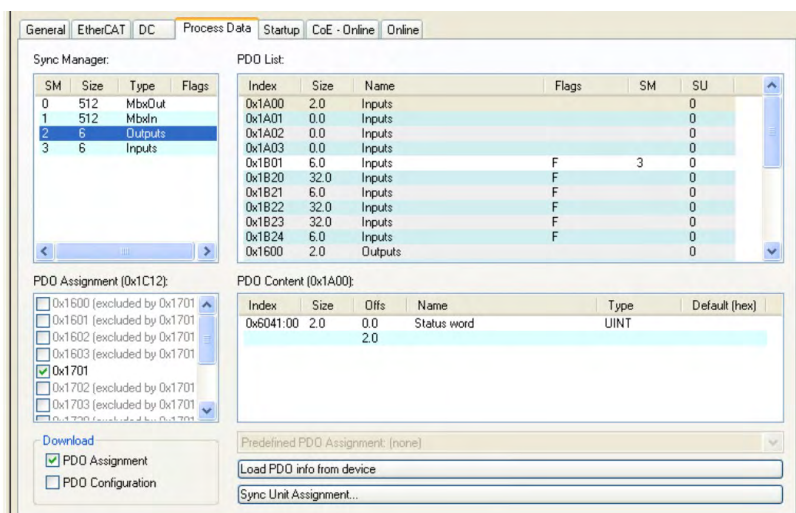 General EtherCAT DC Process Data Startup CoE - Online Online
Sync Manager:
SM Size Type Flags
0 512 MbxOut
1 512 MbxIn
2 6 Outputs
3 6 Inputs
PDO List:
Index Size Name Flags SM SU
0x1A00 2.0 Inputs 0
0x1A01 0.0 Inputs 0
0x1A02 0.0 Inputs 0
0x1A03 0.0 Inputs 0
0x1B01 6.0 Inputs F 3 0
0x1B20 32.0 Inputs F 0
0x1B21 6.0 Inputs F 0
0x1B22 32.0 Inputs F 0
0x1B23 32.0 Inputs F 0
0x1B24 6.0 Inputs F 0
0x1600 2.0 Outputs 0
PDO Assignment (0x1C12):
0x1600 (excluded by 0x1701
0x1601 (excluded by 0x1701
0x1602 (excluded by 0x1701
0x1603 (excluded by 0x1701
0x1701
0x1702 (excluded by 0x1701
0x1703 (excluded by 0x1701
PDO Content (0x1A00):
Index Size Offs Name Type Default (hex)
0x6041:00 2.0 0.0 Status word UINT
2.0
Download
PDO Assignment
PDO Configuration
Predefined PDO Assignment: (none)
Load PDO info from device
Sync Unit Assignment...